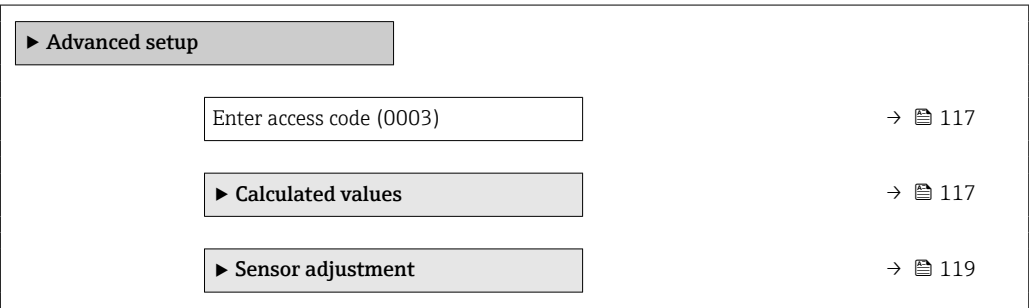 ▶ Advanced setup
Enter access code (0003) → 117
▶ Calculated values → 117
▶ Sensor adjustment → 119